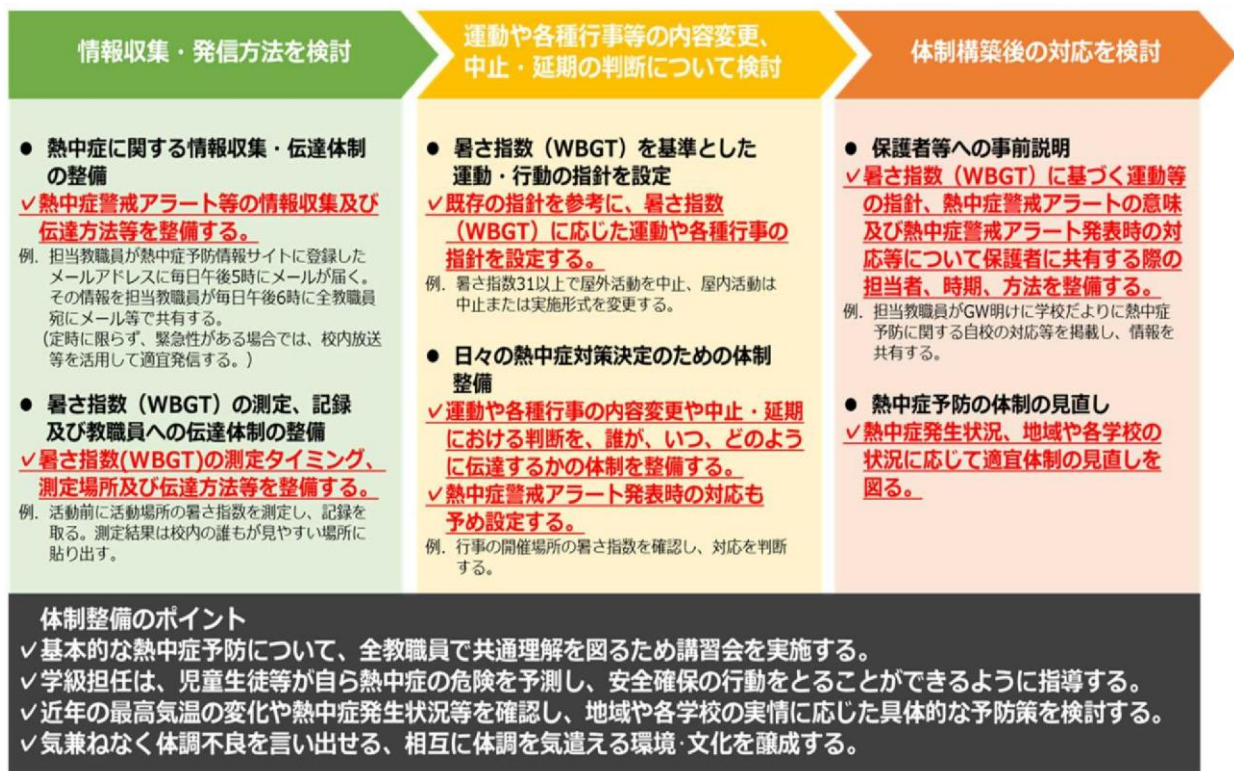 情報収集・発信方法を検討
運動や各種行事等の内容変更、
中止・延期の判断について検討
体制構築後の対応を検討
● 熱中症に関する情報収集・伝達体制
の整備
✓熱中症警戒アラート等の情報収集及び
伝達方法等を整備する。
例．担当教職員が熱中症予防情報サイトに登録した
メールアドレスに毎日午後5時にメールが届く。
その情報を担当教職員が毎日午後6時に全教職員
宛にメール等で共有する。
(定時に限らず、緊急性がある場合では、校内放送
等を活用して適宜発信する。)
● 暑さ指数（WBGT）の測定、記録
及び教職員への伝達体制の整備
✓暑さ指数(WBGT)の測定タイミング、
測定場所及び伝達方法等を整備する。
例．活動前に活動場所の暑さ指数を測定し、記録を
取る。測定結果は校内の誰もが見やすい場所に
貼り出す。
● 暑さ指数（WBGT）を基準とした
運動・行動の指針を設定
✓既存の指針を参考に、暑さ指数
（WBGT）に応じた運動や各種行事の
指針を設定する。
例．暑さ指数31以上で屋外活動を中止、屋内活動は
中止または実施形式を変更する。
● 日々の熱中症対策決定のための体制
整備
✓運動や各種行事の内容変更や中止・延期
における判断を、誰が、いつ、どのよう
に伝達するかの体制を整備する。
✓熱中症警戒アラート発表時の対応も
予め設定する。
例．行事の開催場所の暑さ指数を確認し、対応を判断
する。
● 保護者等への事前説明
✓暑さ指数（WBGT）に基づく運動等
の指針、熱中症警戒アラートの意味
及び熱中症警戒アラート発表時の対
応等について保護者に共有する際の
担当者、時期、方法を整備する。
例．担当教職員がGW明けに学校だよりに熱中症
予防に関する自校の対応等を掲載し、情報を
共有する。
● 熱中症予防の体制の見直し
✓熱中症発生状況、地域や各学校の
状況に応じて適宜体制の見直しを
図る。
体制整備のポイント
✓基本的な熱中症予防について、全教職員で共通理解を図るため講習会を実施する。
✓学級担任は、児童生徒等が自ら熱中症の危険を予測し、安全確保の行動をとることができるように指導する。
✓近年の最高気温の変化や熱中症発生状況等を確認し、地域や各学校の実情に応じた具体的な予防策を検討する。
✓気兼ねなく体調不良を言い出せる、相互に体調を気遣える環境･文化を醸成する。